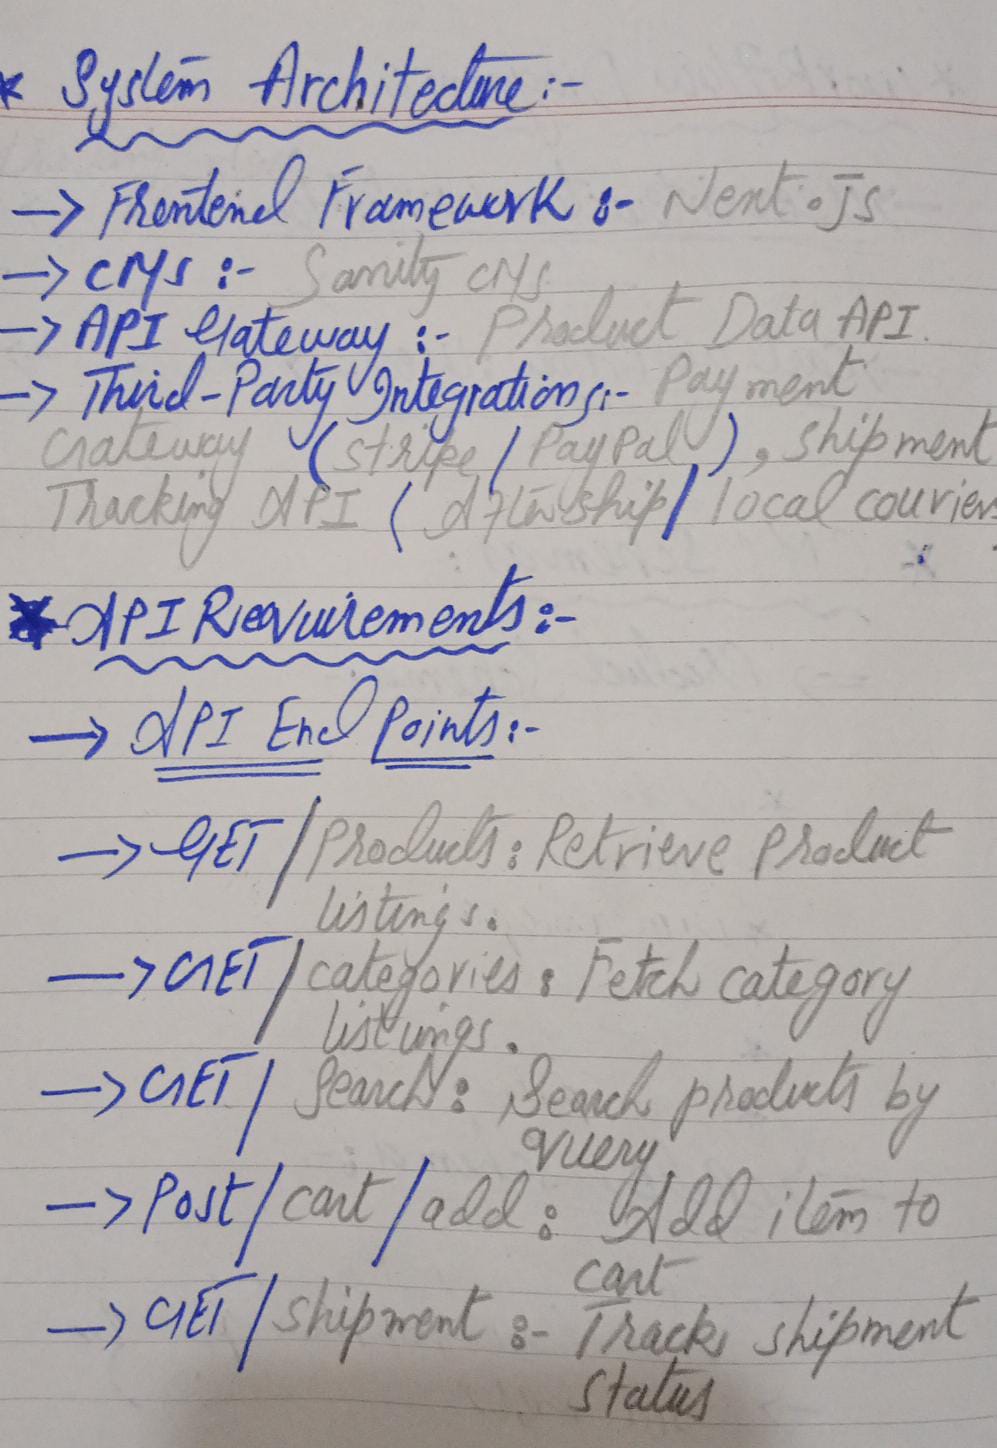 * System Architecture:-
→ Frontend Framework :- Next.js
→ CMS :- Sanity CMS
→ API Gateway :- Product Data API.
→ Third-Party Integrations:- Payment
Gateway (stripe / PayPal), shipment
Tracking API ( Aftership/ local couriers
* API Requirements:-
→ API End Points:-
→ GET / Products: Retrieve product
listings.
→ GET / categories: Fetch category
listings.
→ GET / Search: Search products by
query
→ Post / cart / add : Add item to
cart
→ GET / shipment :- Track shipment
status